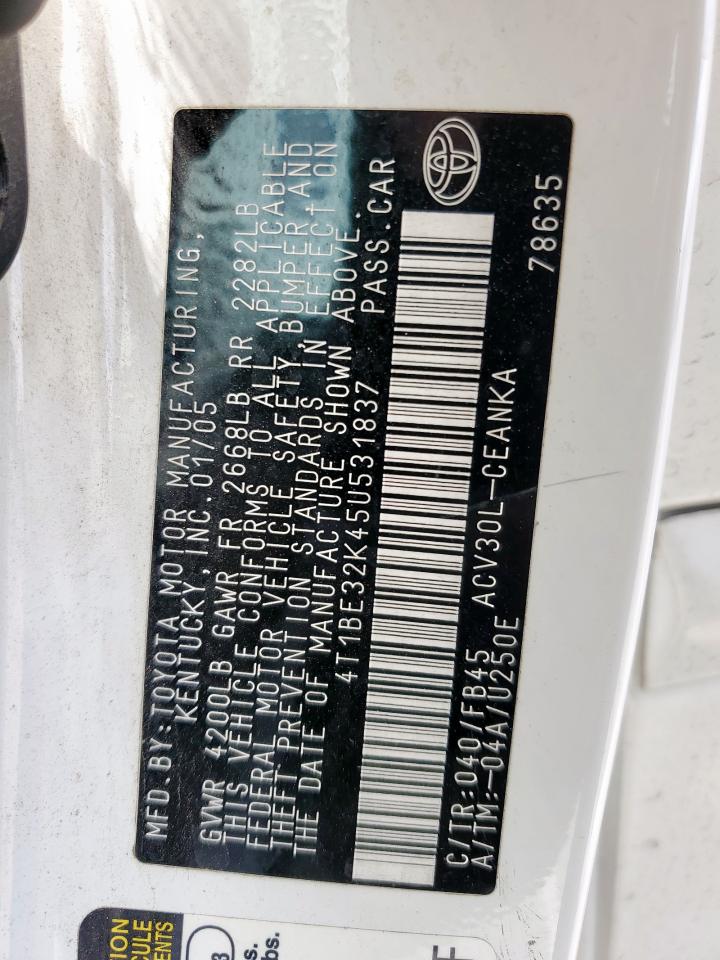 MFD.BY:TOYOTA MOTOR MANUFACTURING,
KENTUCKY,INC.01/05
GVWR 4200LB GAWR FR 2668LB RR 2282LB
THIS VEHICLE CONFORMS TO ALL APPLICABLE
FEDERAL MOTOR VEHICLE SAFETY, BUMPER AND
THEFT PREVENTION STANDARDS IN EFFECT ON
THE DATE OF MANUFACTURE SHOWN ABOVE.
4T1BE32K45U531837 PASS.CAR
C/TR:040/FB45 ACV30L-CEANKA 78635
A/TM:-04A/U250E